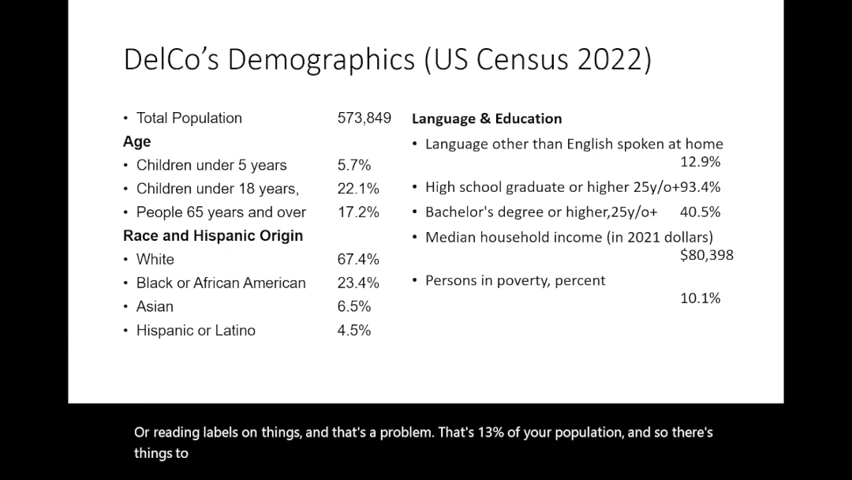 DelCo's Demographics (US Census 2022)
• Total Population 573,849
Age
• Children under 5 years 5.7%
• Children under 18 years, 22.1%
• People 65 years and over 17.2%
Race and Hispanic Origin
• White 67.4%
• Black or African American 23.4%
• Asian 6.5%
• Hispanic or Latino 4.5%
Language & Education
• Language other than English spoken at home
12.9%
• High school graduate or higher 25y/o+93.4%
• Bachelor's degree or higher,25y/o+ 40.5%
• Median household income (in 2021 dollars)
$80,398
• Persons in poverty, percent
10.1%
Or reading labels on things, and that's a problem. That's 13% of your population, and so there's
things to